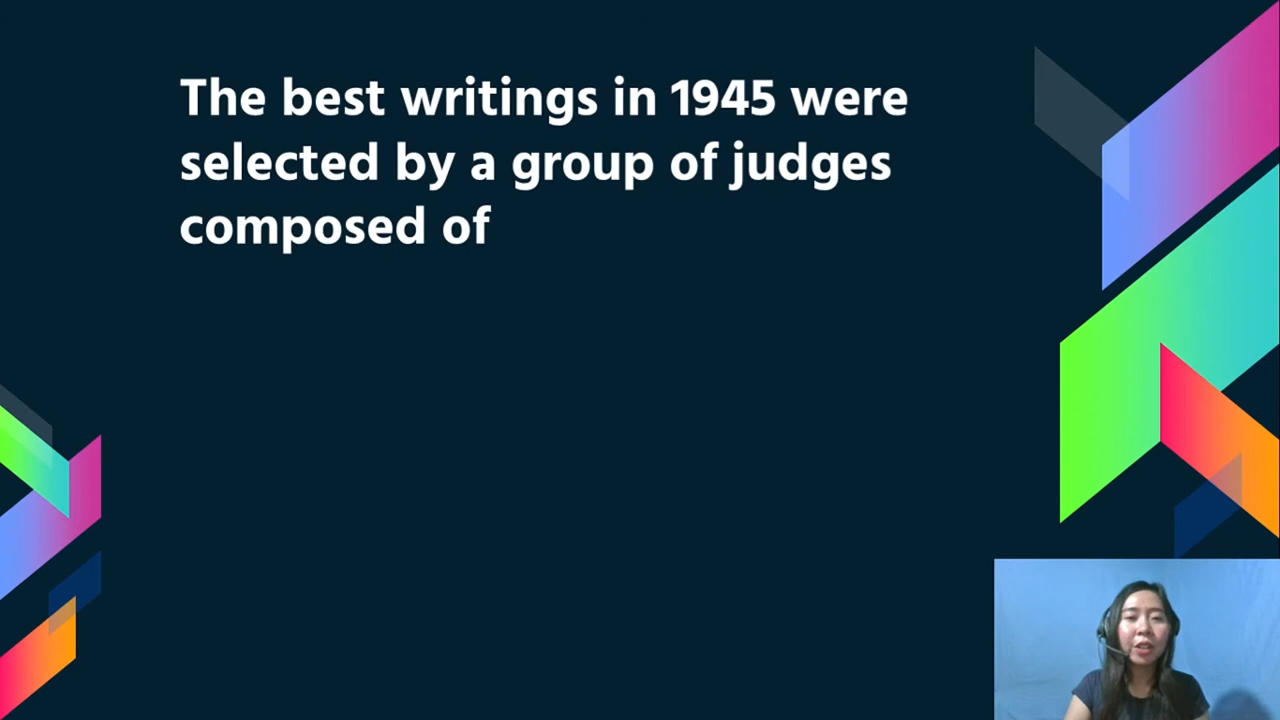 The best writings in 1945 were
selected by a group of judges
composed of